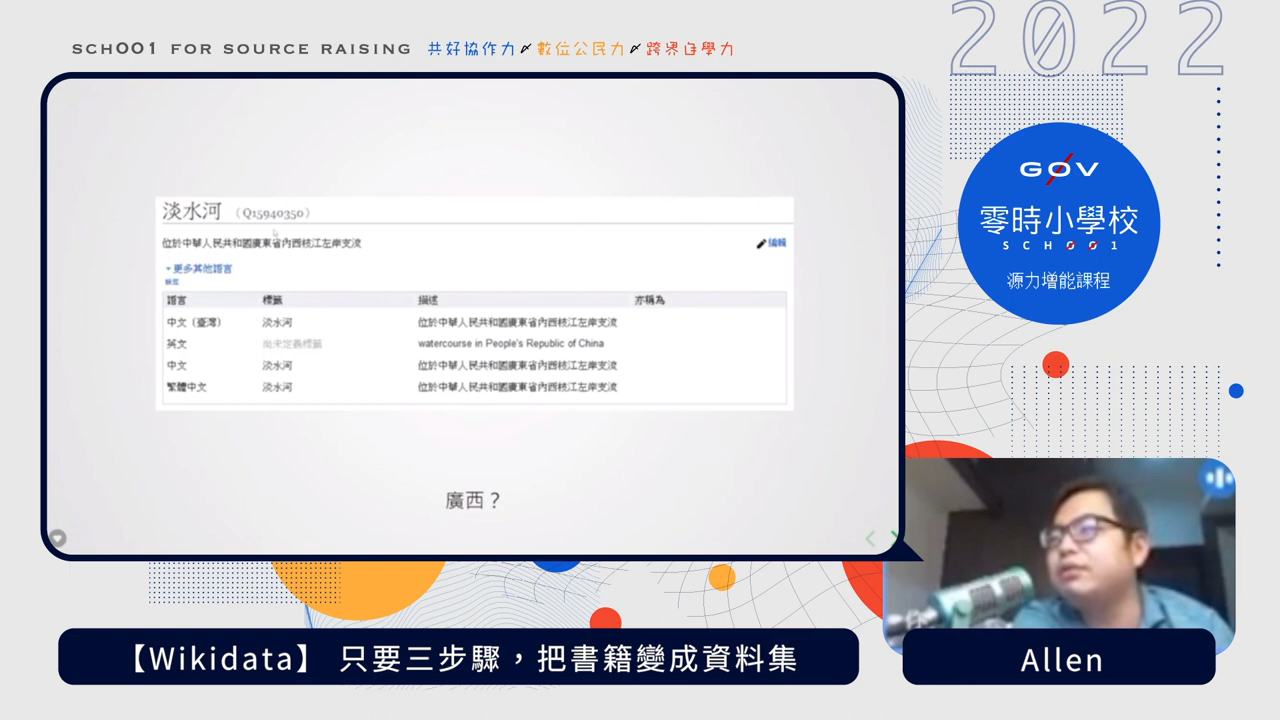 SCHOO1 FOR SOURCE RAISING 共好協作力 數位公民力 跨界自學力
2022
GOV
零時小學校
SCHOO1
源力增能課程
淡水河 (Q15940350)
位於中華人民共和國廣東省內西枝江左岸支流
編輯
更多其他語言
語言 標籤 描述 亦稱為
中文(臺灣) 淡水河 位於中華人民共和國廣東省內西枝江左岸支流
英文 尚未定義標籤 watercourse in People's Republic of China
中文 淡水河 位於中華人民共和國廣東省內西枝江左岸支流
繁體中文 淡水河 位於中華人民共和國廣東省內西枝江左岸支流
廣西？
【Wikidata】 只要三步驟，把書籍變成資料集
Allen